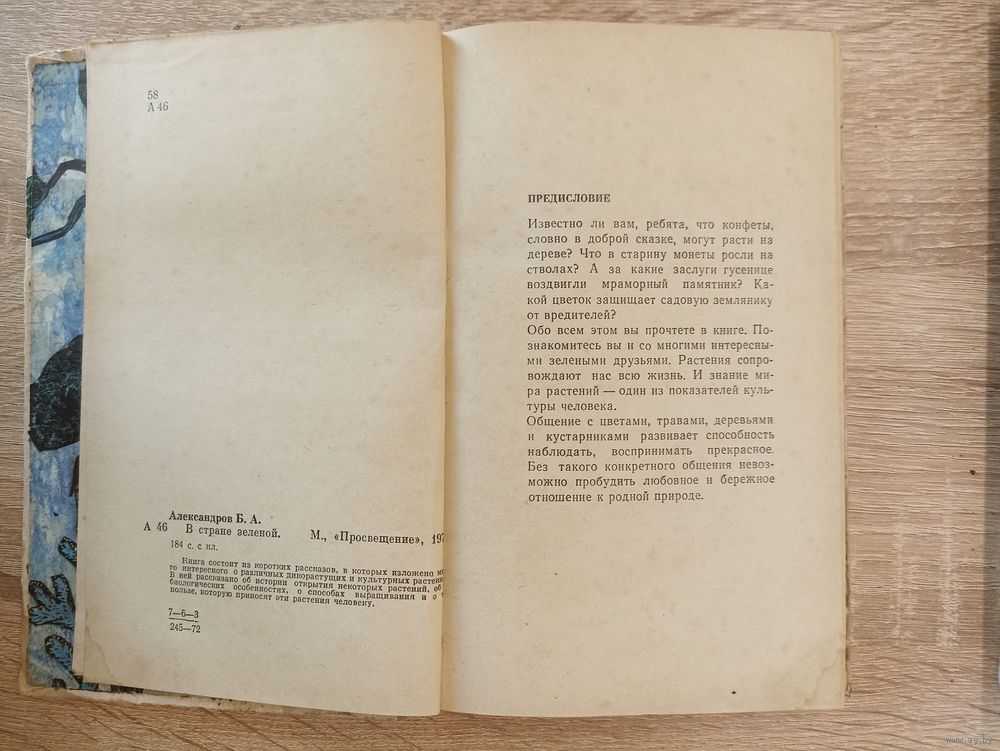 58
А 46
Александров Б. А.
А 46 В стране зеленой. М., «Просвещение», 197
184 с. с ил.
Книга состоит из коротких рассказов, в которых изложено
го интересного о различных дикорастущих и культурных
В ней рассказано об истории открытия некоторых растений, об
биологических особенностях, о способах выращивания и о
пользе, которую приносят эти растения человеку,
7—6—3
245—72
ПРЕДИСЛОВИЕ
Известно ли вам, ребята, что конфеты,
словно в доброй сказке, могут расти на
дереве? Что в старину монеты росли на
стволах? А за какие заслуги гусенице
воздвигли мраморный памятник? Ка-
кой цветок защищает садовую землянику
от вредителей?
Обо всем этом вы прочтете в книге. По-
знакомитесь вы и со многими интересны-
ми зелеными друзьями. Растения сопро-
вождают нас всю жизнь. И знание ми-
ра растений — один из показателей куль-
туры человека.
Общение с цветами, травами, деревьями
и кустарниками развивает способность
наблюдать, воспринимать прекрасное.
Без такого конкретного общения невоз-
можно пробудить любовное и бережное
отношение к родной природе.
www.ay.by